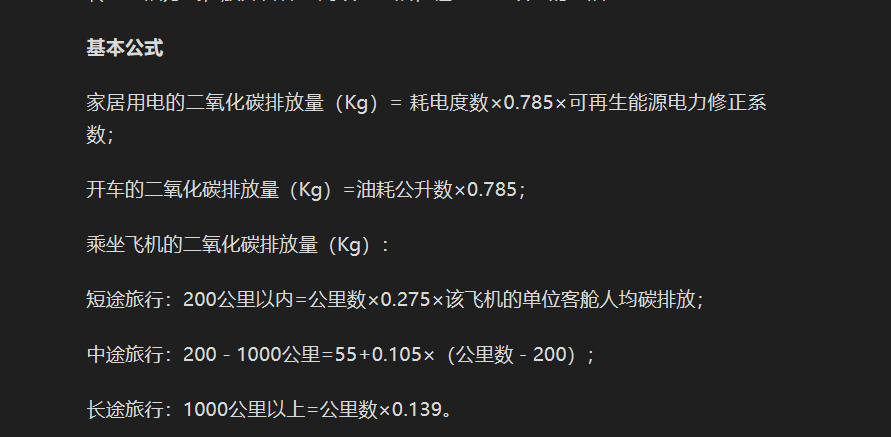 基本公式
家居用电的二氧化碳排放量（Kg）= 耗电度数×0.785×可再生能源电力修正系
数；
开车的二氧化碳排放量（Kg）=油耗公升数×0.785；
乘坐飞机的二氧化碳排放量（Kg）：
短途旅行：200公里以内=公里数×0.275×该飞机的单位客舱人均碳排放；
中途旅行：200﹣1000公里=55+0.105×（公里数﹣200）；
长途旅行：1000公里以上=公里数×0.139。